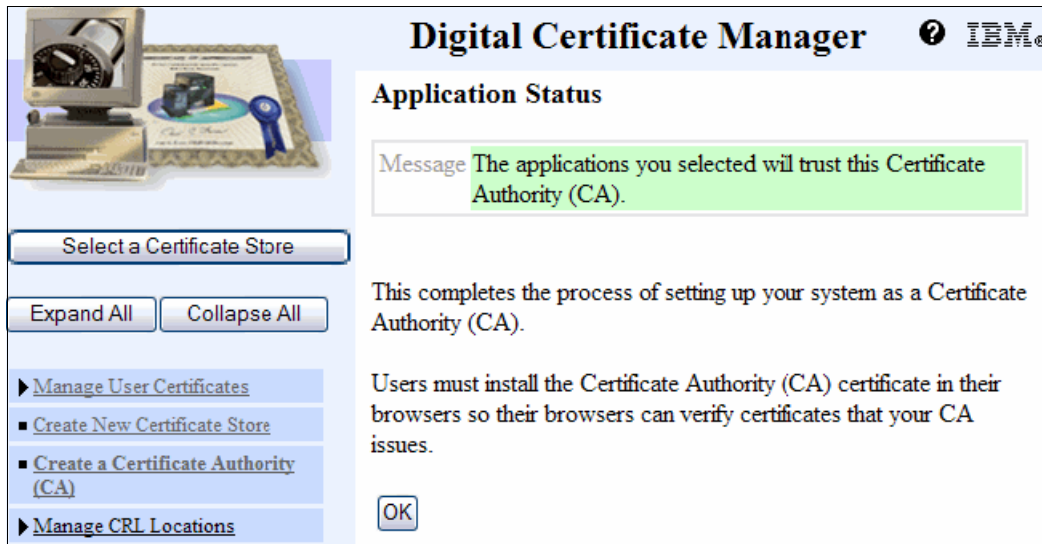 Digital Certificate Manager
? IBM®
Select a Certificate Store
Expand All Collapse All
Manage User Certificates
Create New Certificate Store
Create a Certificate Authority
(CA)
Manage CRL Locations
Application Status
Message The applications you selected will trust this Certificate
Authority (CA).
This completes the process of setting up your system as a Certificate
Authority (CA).
Users must install the Certificate Authority (CA) certificate in their
browsers so their browsers can verify certificates that your CA
issues.
OK